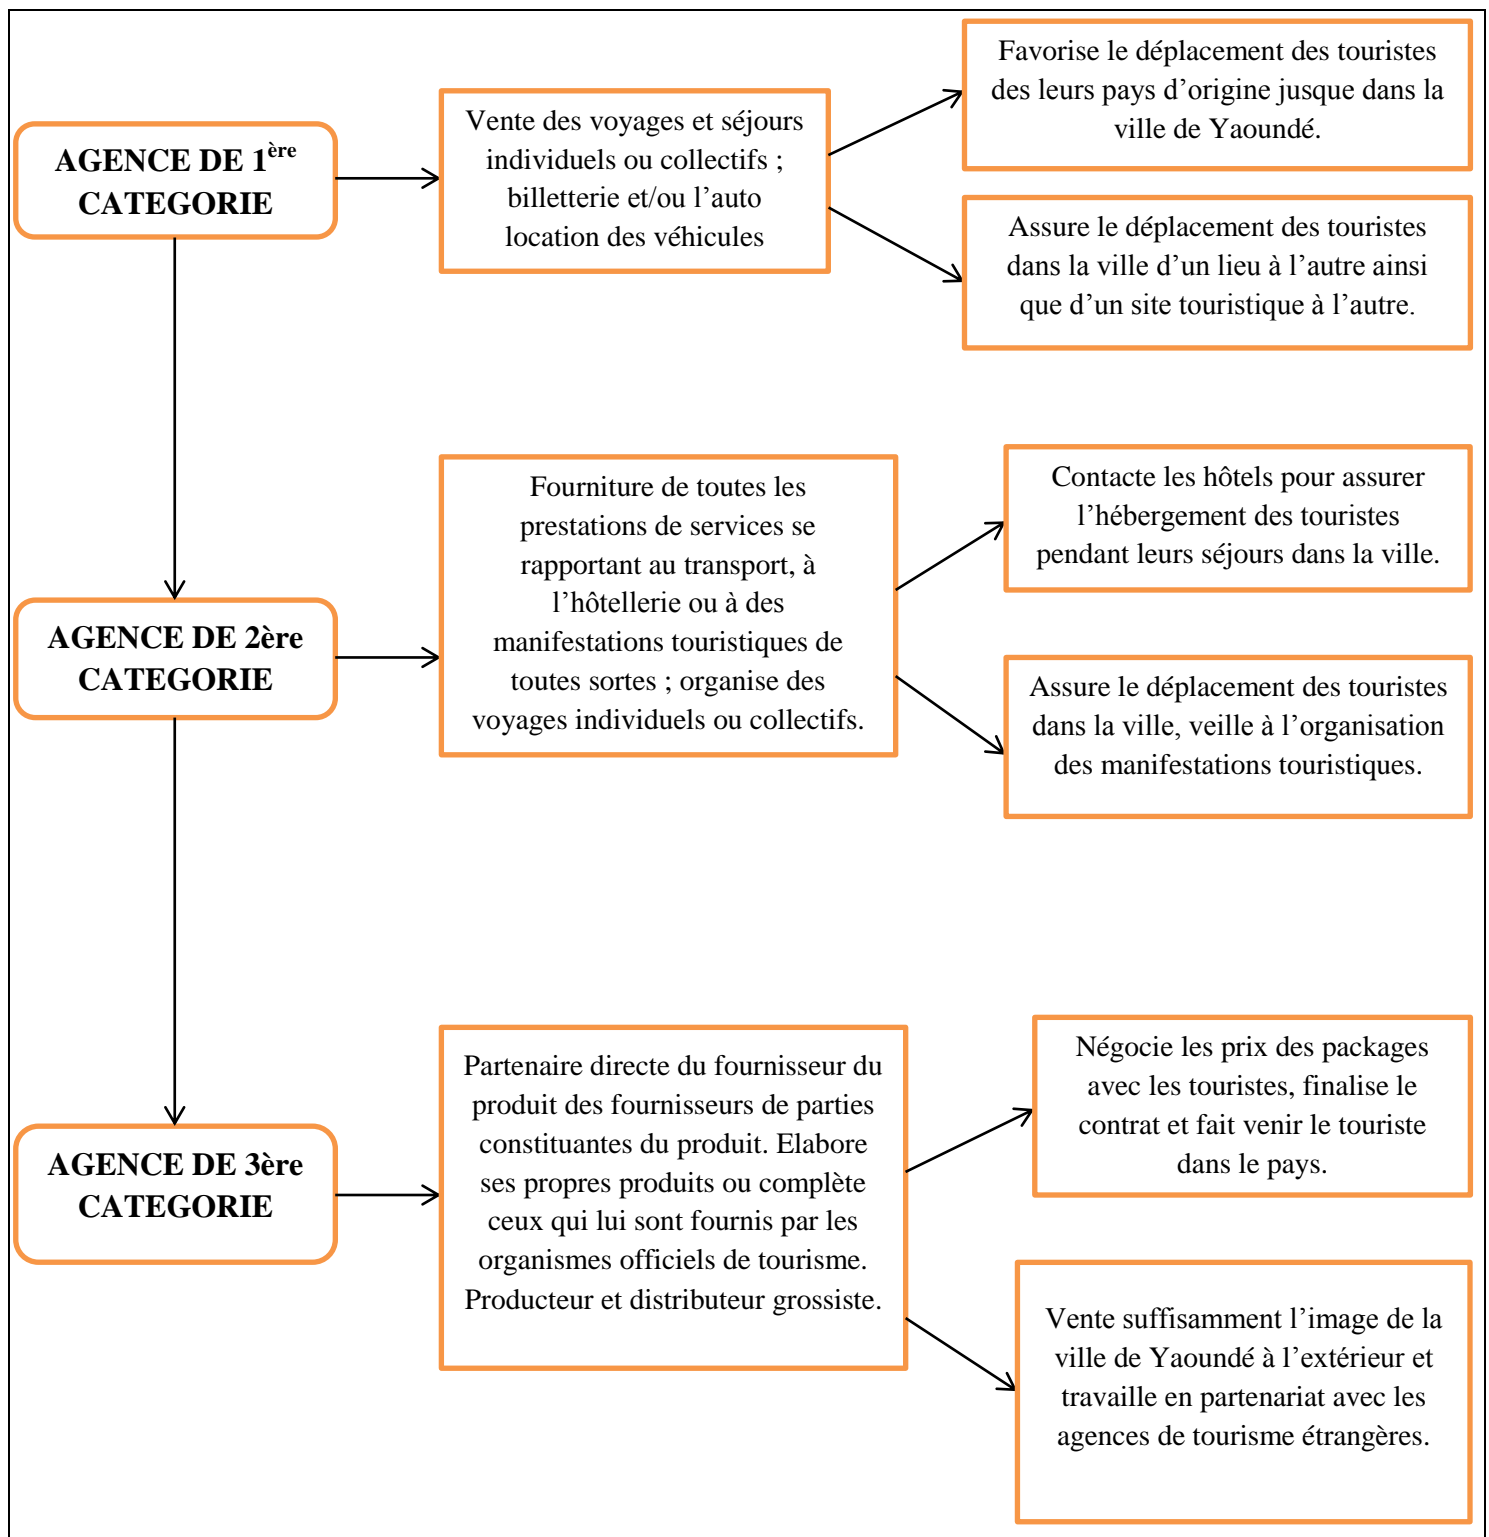 AGENCE DE 1ère
CATEGORIE
Vente des voyages et séjours
individuels ou collectifs ;
billetterie et/ou l’auto
location des véhicules
Favorise le déplacement des touristes
des leurs pays d’origine jusque dans la
ville de Yaoundé.
Assure le déplacement des touristes
dans la ville d’un lieu à l’autre ainsi
que d’un site touristique à l’autre.
AGENCE DE 2ère
CATEGORIE
Fourniture de toutes les
prestations de services se
rapportant au transport, à
l’hôtellerie ou à des
manifestations touristiques de
toutes sortes ; organise des
voyages individuels ou collectifs.
Contacte les hôtels pour assurer
l’hébergement des touristes
pendant leurs séjours dans la ville.
Assure le déplacement des touristes
dans la ville, veille à l’organisation
des manifestations touristiques.
AGENCE DE 3ère
CATEGORIE
Partenaire directe du fournisseur du
produit des fournisseurs de parties
constituantes du produit. Elabore
ses propres produits ou complète
ceux qui lui sont fournis par les
organismes officiels de tourisme.
Producteur et distributeur grossiste.
Négocie les prix des packages
avec les touristes, finalise le
contrat et fait venir le touriste
dans le pays.
Vente suffisamment l’image de la
ville de Yaoundé à l’extérieur et
travaille en partenariat avec les
agences de tourisme étrangères.